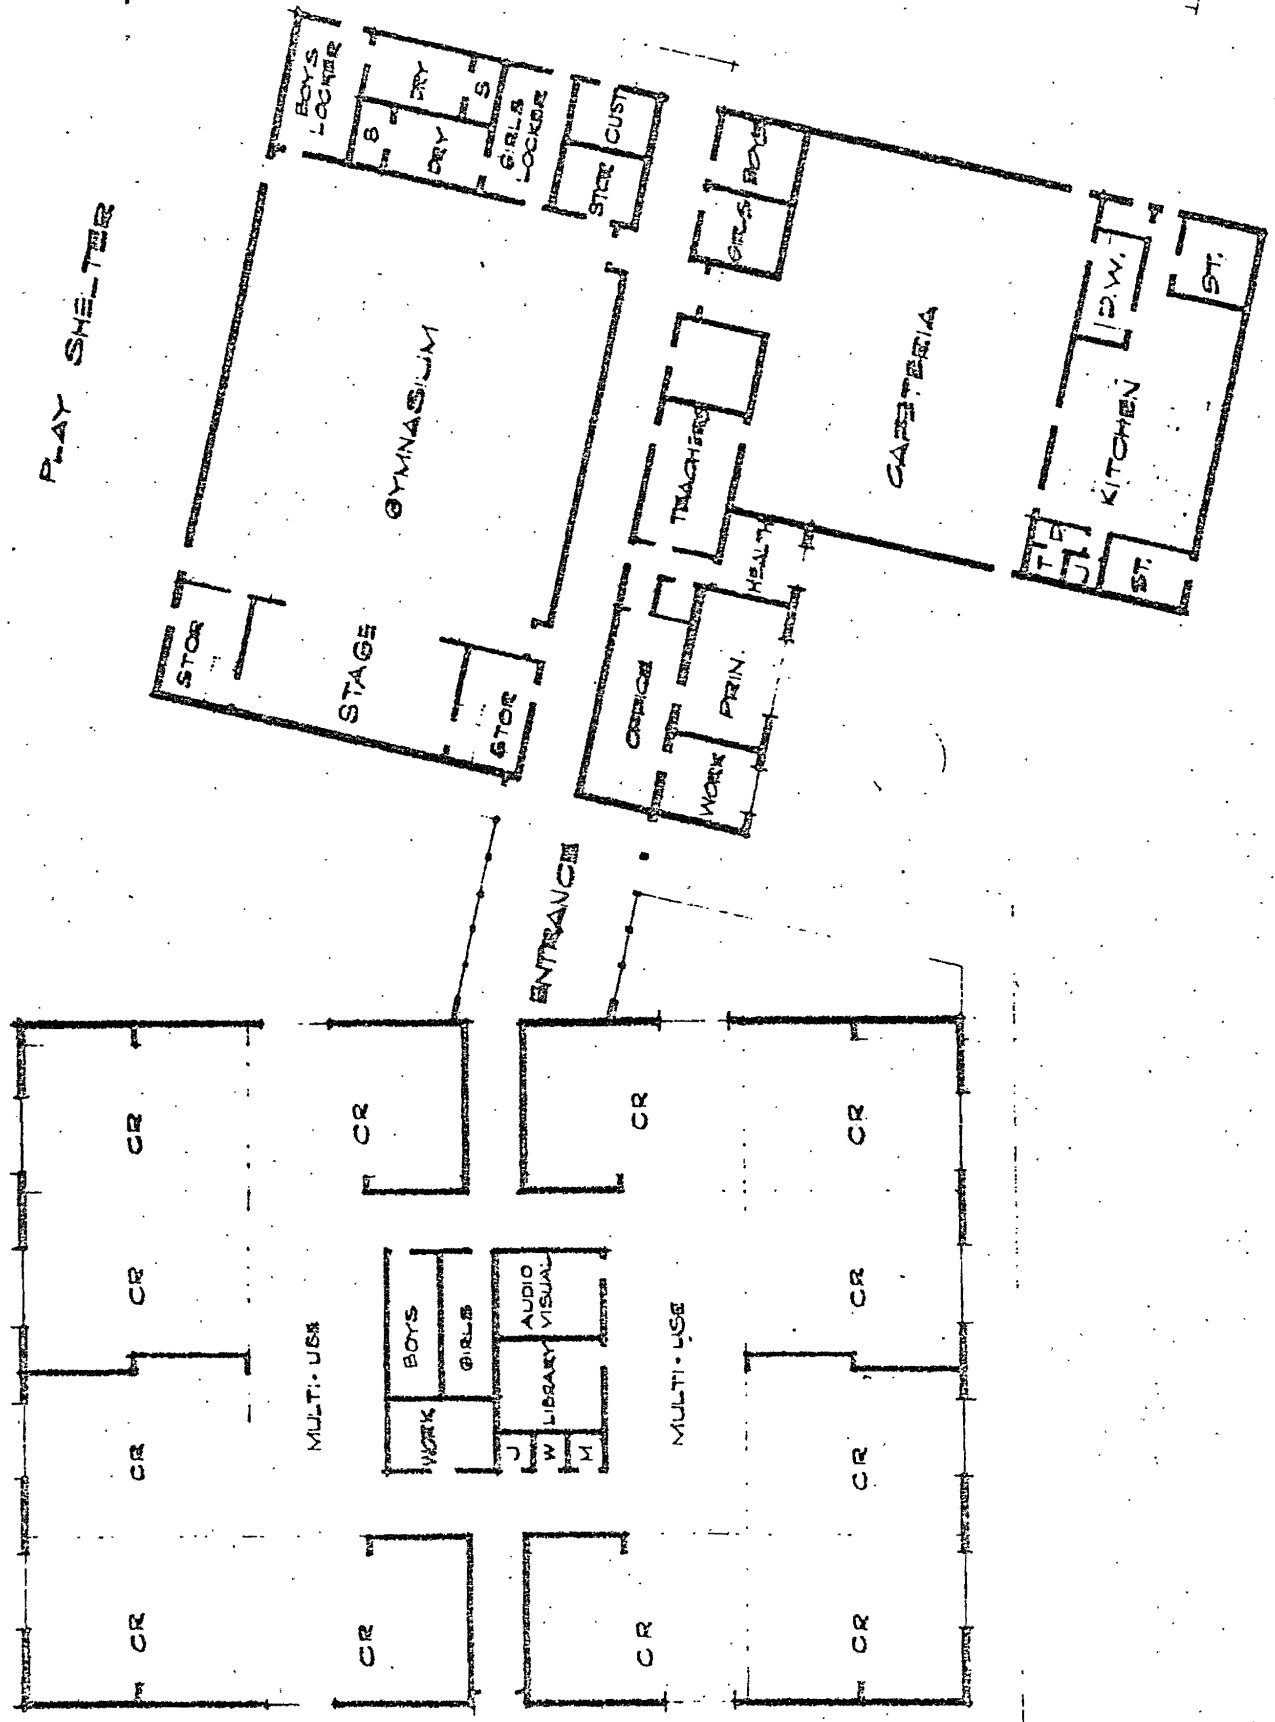 PLAY SHELTER
BOYS
LOCKER
S
DRY
DRY
S
GIRLS
LOCKER
STOR
CUST
GYMNASIUM
STOR
STAGE
STOR
GIRLS
BOYS
TEACHERS
CAFETERIA
HEALTH
OFFICE
PRIN.
WORK
D.W.
ST.
KITCHEN
T
D
J
ST.
ENTRANCE
CR
CR
CR
CR
CR
CR
CR
CR
CR
CR
CR
CR
MULTI-USE
MULTI-USE
BOYS
GIRLS
WORK
AUDIO
VISUAL
LIBRARY
J
W
M